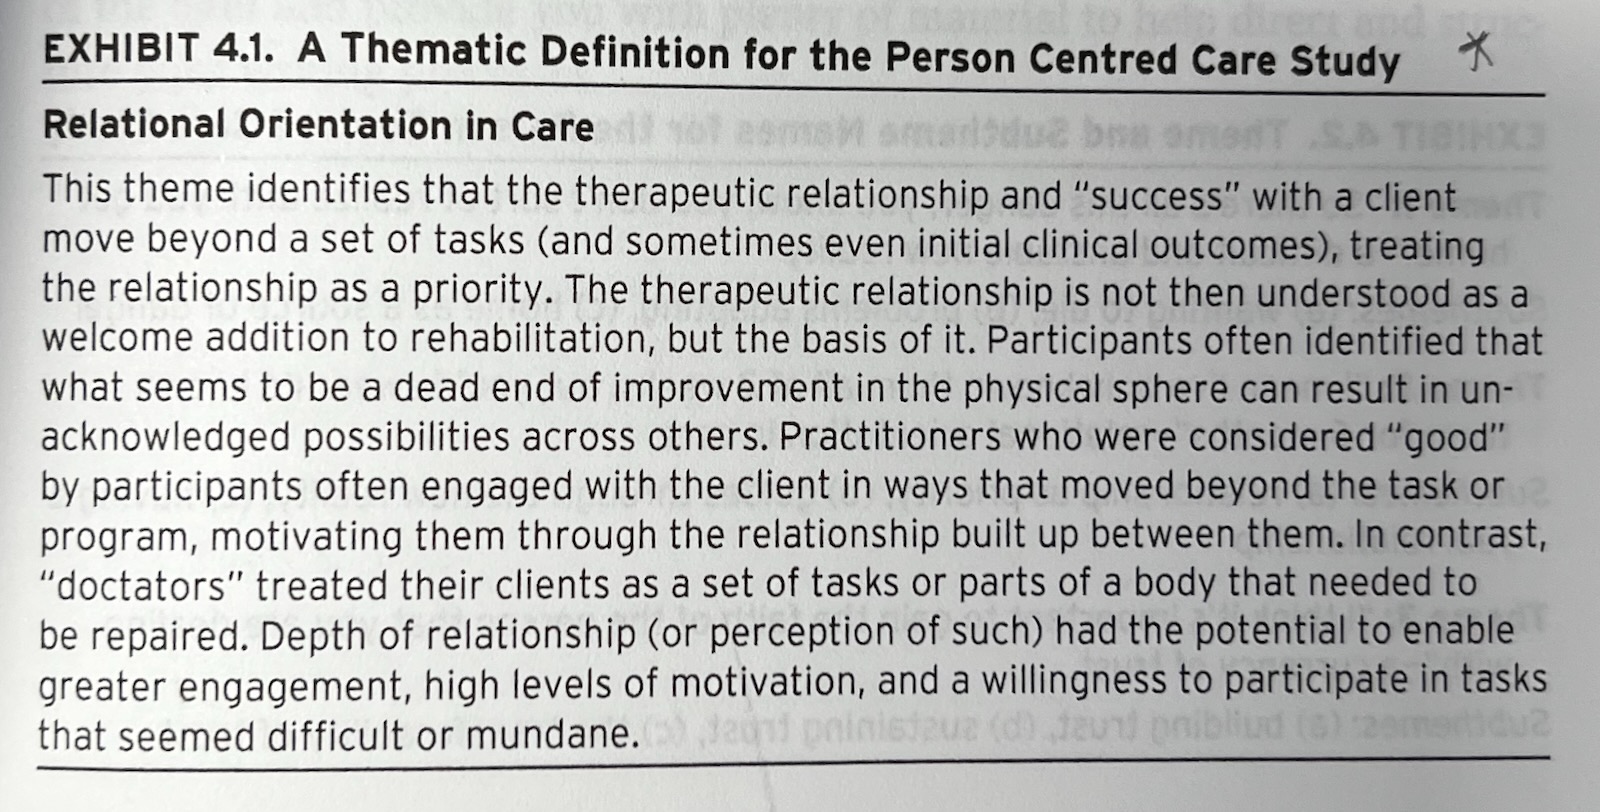 EXHIBIT 4.1. A Thematic Definition for the Person Centred Care Study
Relational Orientation in Care
This theme identifies that the therapeutic relationship and “success” with a client
move beyond a set of tasks (and sometimes even initial clinical outcomes), treating
the relationship as a priority. The therapeutic relationship is not then understood as a
welcome addition to rehabilitation, but the basis of it. Participants often identified that
what seems to be a dead end of improvement in the physical sphere can result in un-
acknowledged possibilities across others. Practitioners who were considered “good”
by participants often engaged with the client in ways that moved beyond the task or
program, motivating them through the relationship built up between them. In contrast,
“doctators” treated their clients as a set of tasks or parts of a body that needed to
be repaired. Depth of relationship (or perception of such) had the potential to enable
greater engagement, high levels of motivation, and a willingness to participate in tasks
that seemed difficult or mundane.